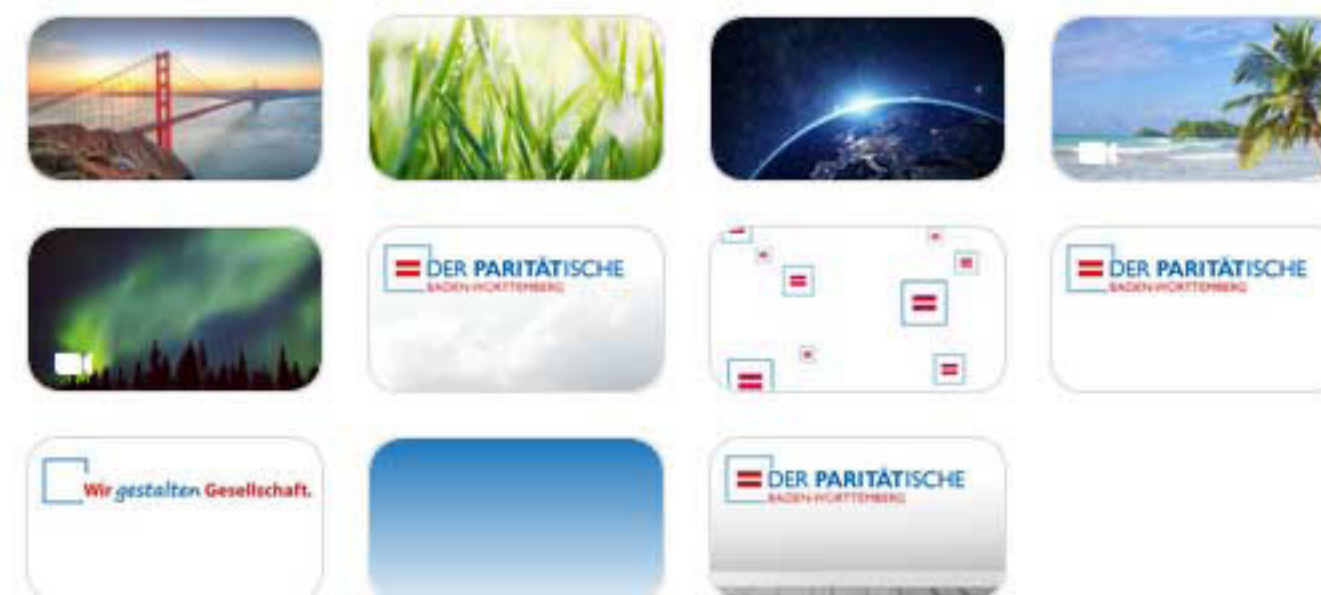 DER PARITÄTISCHE
BADEN-WÜRTTEMBERG
DER PARITÄTISCHE
BADEN-WÜRTTEMBERG
Wir gestalten Gesellschaft.
DER PARITÄTISCHE
BADEN-WÜRTTEMBERG